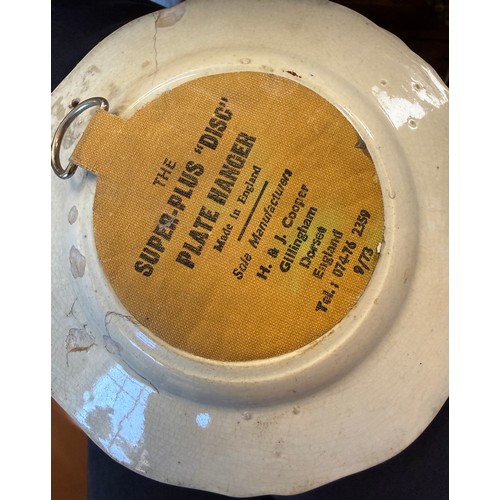 THE
SUPER-PLUS "DISC"
PLATE HANGER
Made in England
Sole Manufacturers
H. & J. Cooper
Gillingham
Dorset
England
Tel: 074-76 2359
9/73